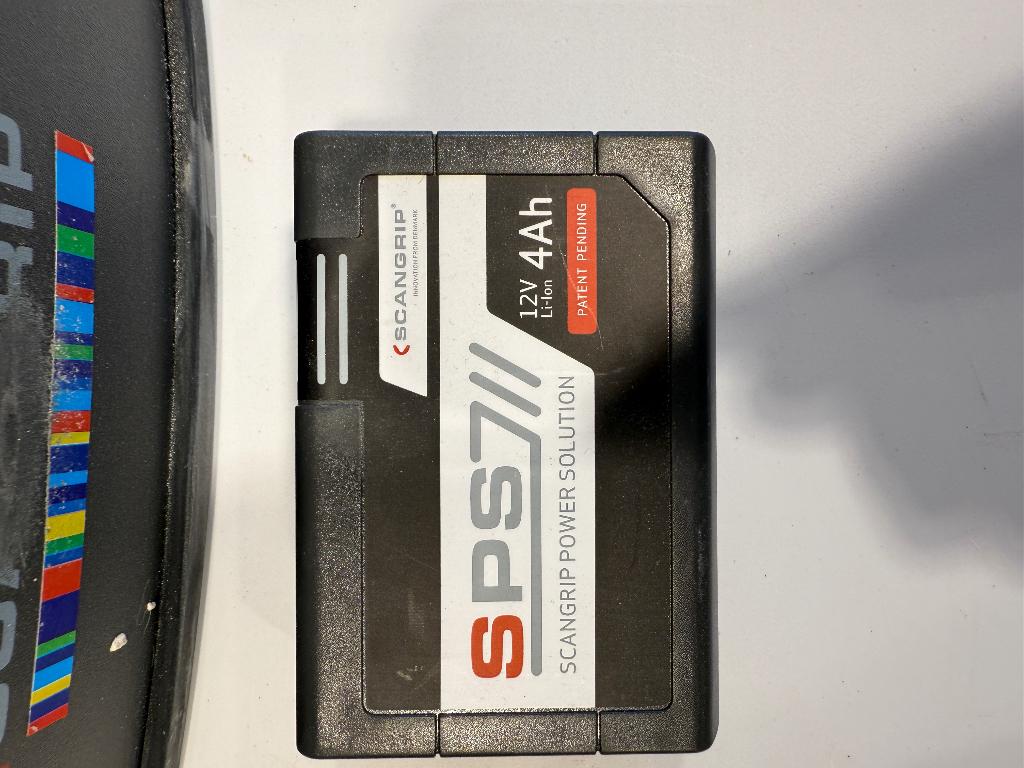 SCANGRIP®
INNOVATION FROM DENMARK
SPS
SCANGRIP POWER SOLUTION
12V
Li-Ion
4Ah
PATENT PENDING